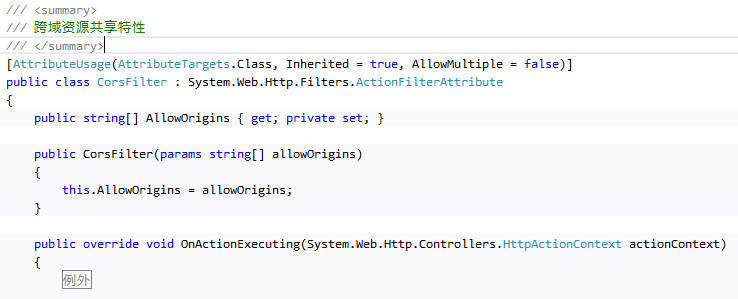 /// <summary>
/// 跨域资源共享特性
/// </summary>
[AttributeUsage(AttributeTargets.Class, Inherited = true, AllowMultiple = false)]
public class CorsFilter : System.Web.Http.Filters.ActionFilterAttribute
{
public string[] AllowOrigins { get; private set; }
public CorsFilter(params string[] allowOrigins)
{
this.AllowOrigins = allowOrigins;
}
public override void OnActionExecuting(System.Web.Http.Controllers.HttpActionContext actionContext)
{
例外